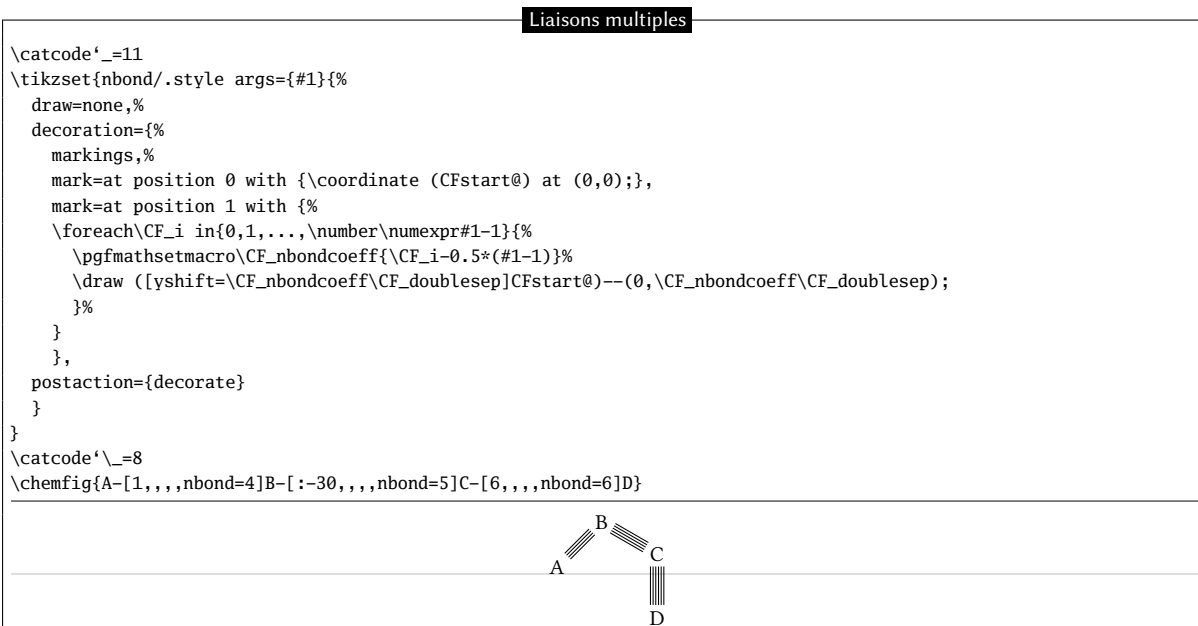 Liaisons multiples
\catcode‘_=11
\tikzset{nbond/.style args={#1}{%
  draw=none,%
  decoration={%
    markings,%
    mark=at position 0 with {\coordinate (CFstart@) at (0,0);},
    mark=at position 1 with {%
    \foreach\CF_i in{0,1,...,\number\numexpr#1-1}{%
      \pgfmathsetmacro\CF_nbondcoeff{\CF_i-0.5*(#1-1)}%
      \draw ([yshift=\CF_nbondcoeff\CF_doublesep]CFstart@)--(0,\CF_nbondcoeff\CF_doublesep);
      }%
    }
    },
  postaction={decorate}
  }
}
\catcode‘\_=8
\chemfig{A-[1,,,,nbond=4]B-[:-30,,,,nbond=5]C-[6,,,,nbond=6]D}
B
C
A
D